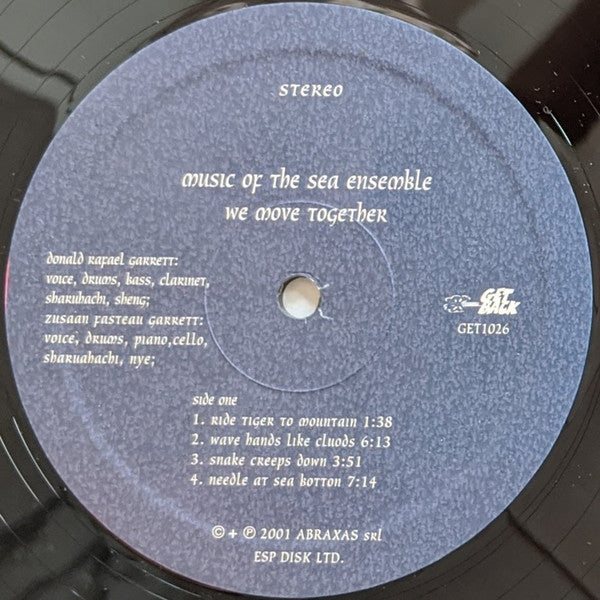 STEREO
music of the sea ensemble
we move together
donald rafael garrett:
voice, drums, bass, clarinet,
shakuhachi, sheng;
zusaan fasteau garrett:
voice, drums, piano,cello,
shakuahachi, nye;
GET
BACK
GET1026
side one
1. ride tiger to mountain 1:38
2. wave hands like cluods 6:13
3. snake creeps down 3:51
4. needle at sea botton 7:14
© + ℗ 2001 ABRAXAS srl
ESP DISK LTD.